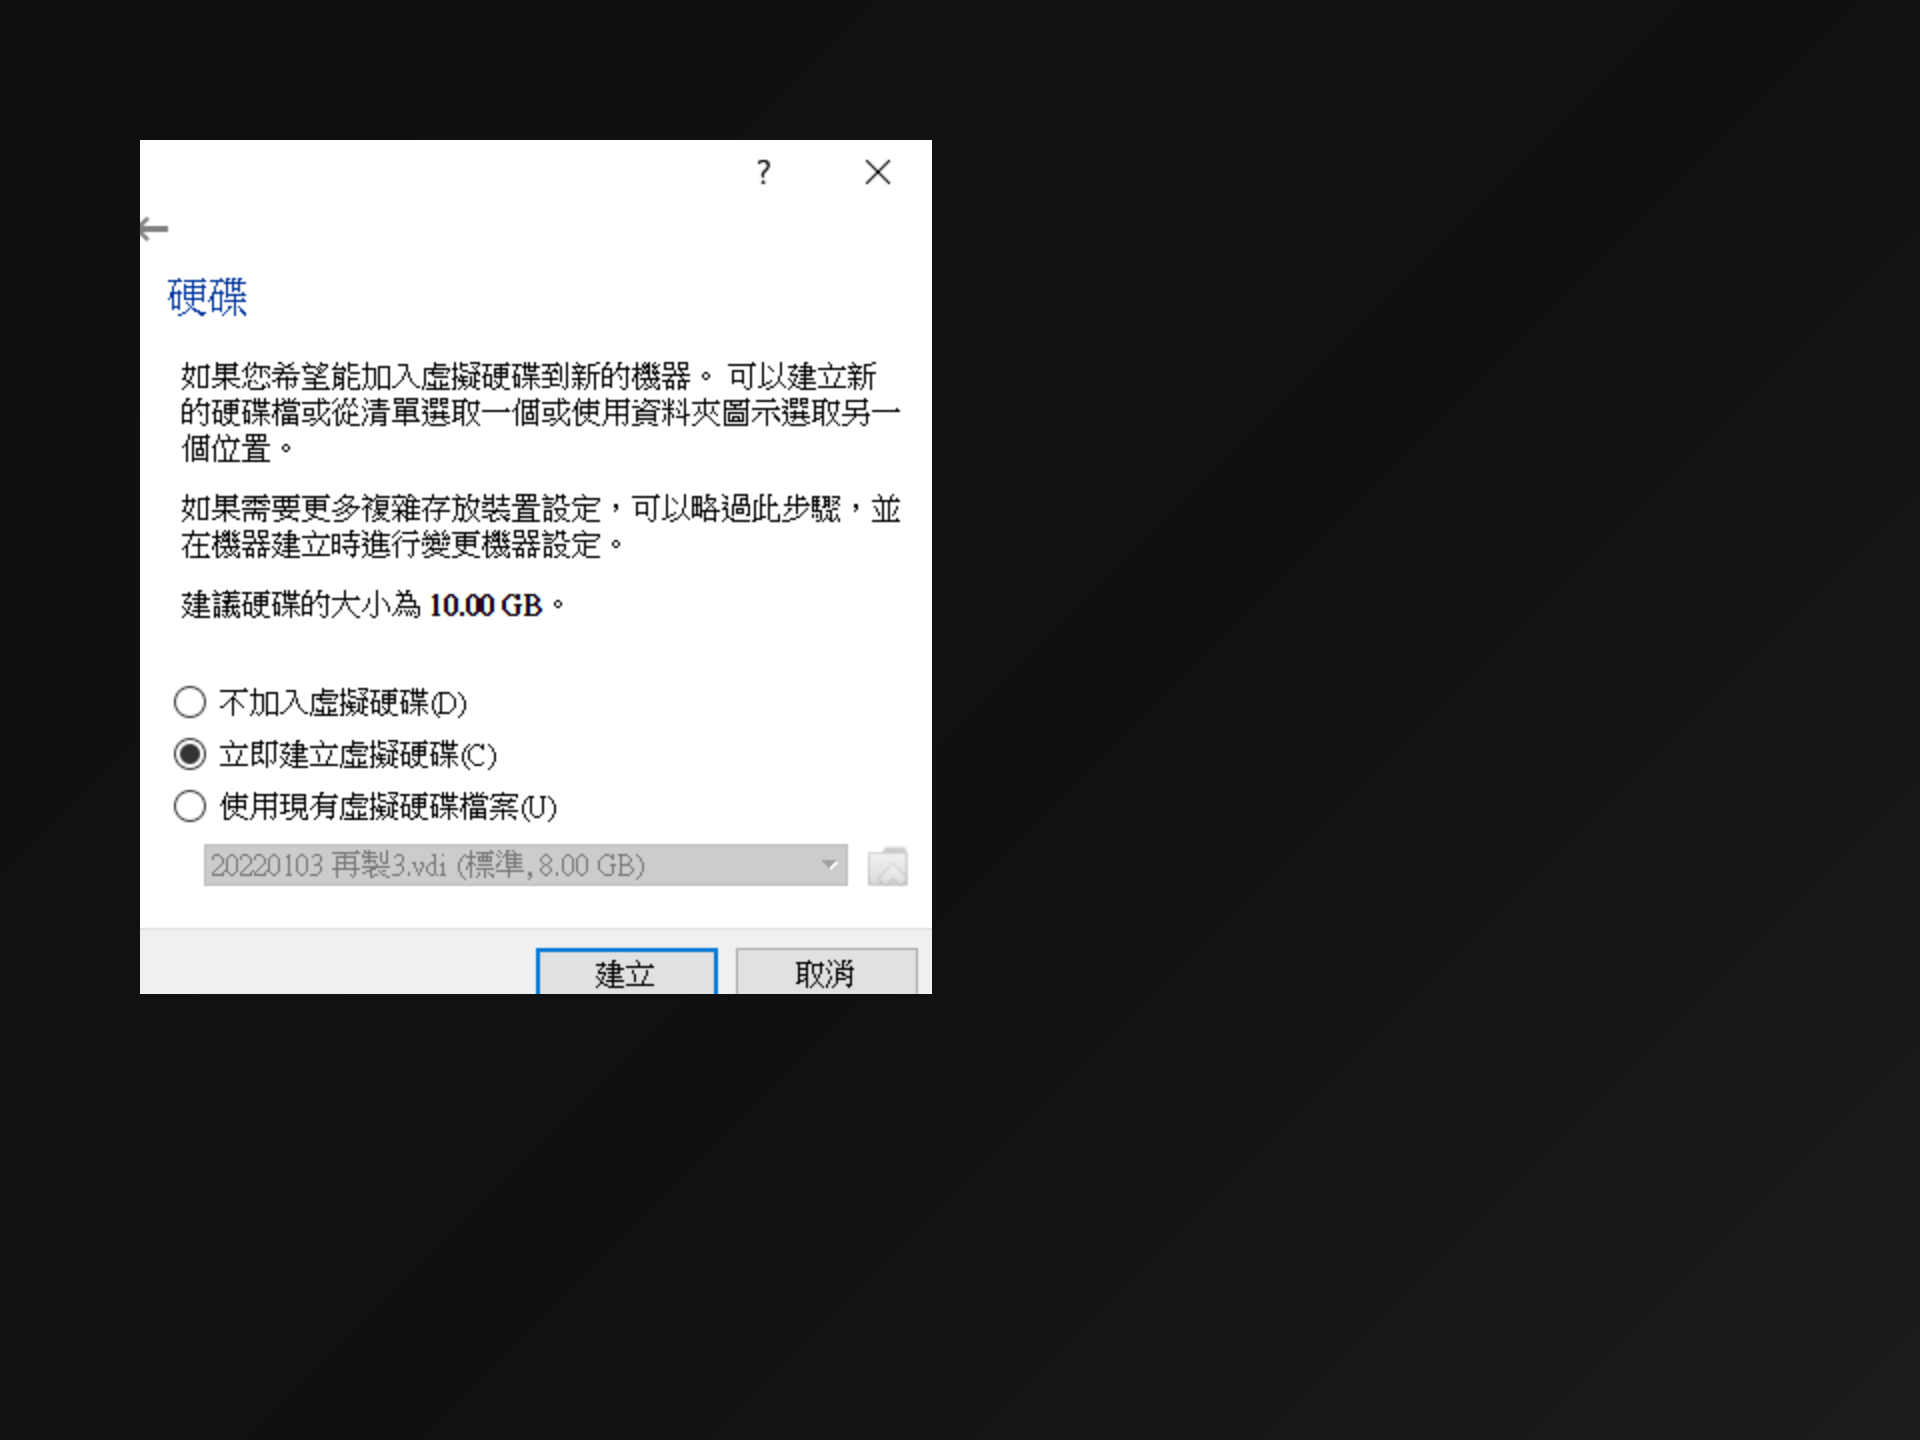 ?
硬碟
如果您希望能加入虛擬硬碟到新的機器。 可以建立新
的硬碟檔或從清單選取一個或使用資料夾圖示選取另一
個位置。
如果需要更多複雜存放裝置設定，可以略過此步驟，並
在機器建立時進行變更機器設定。
建議硬碟的大小為 10.00 GB。
不加入虛擬硬碟(D)
立即建立虛擬硬碟(C)
使用現有虛擬硬碟檔案(U)
20220103 再製3.vdi (標準, 8.00 GB)
建立 取消